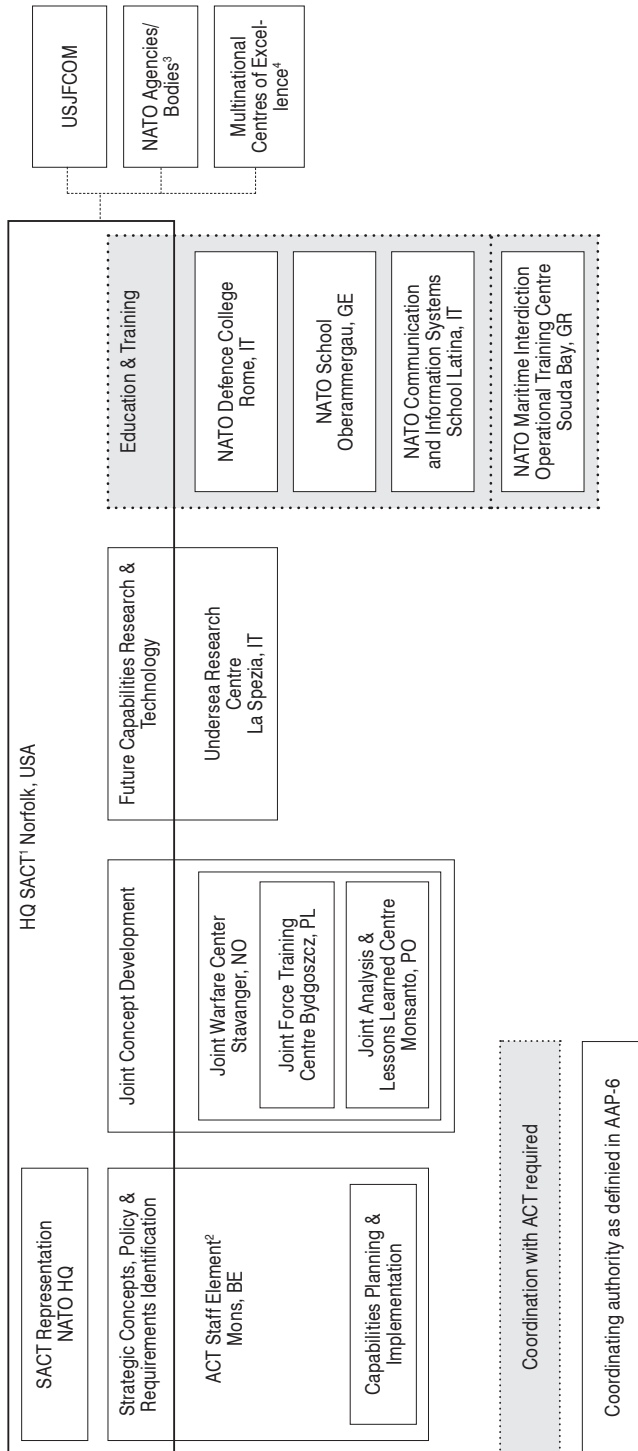 HQ SACT¹ Norfolk, USA
SACT Representation
NATO HQ
Strategic Concepts, Policy &
Requirements Identification
ACT Staff Element²
Mons, BE
Capabilities Planning &
Implementation
Joint Concept Development
Joint Warfare Center
Stavanger, NO
Joint Force Training
Centre Bydgoszcz, PL
Joint Analysis &
Lessons Learned Centre
Monsanto, PO
Future Capabilities Research &
Technology
Undersea Research
Centre
La Spezia, IT
Education & Training
NATO Defence College
Rome, IT
NATO School
Oberammergau, GE
NATO Communication
and Information Systems
School Latina, IT
NATO Maritime Interdiction
Operational Training Centre
Souda Bay, GR
USJFCOM
NATO Agencies/
Bodies³
Multinational
Centres of Excel-
lence⁴
Coordination with ACT required
Coordinating authority as definied in AAP-6